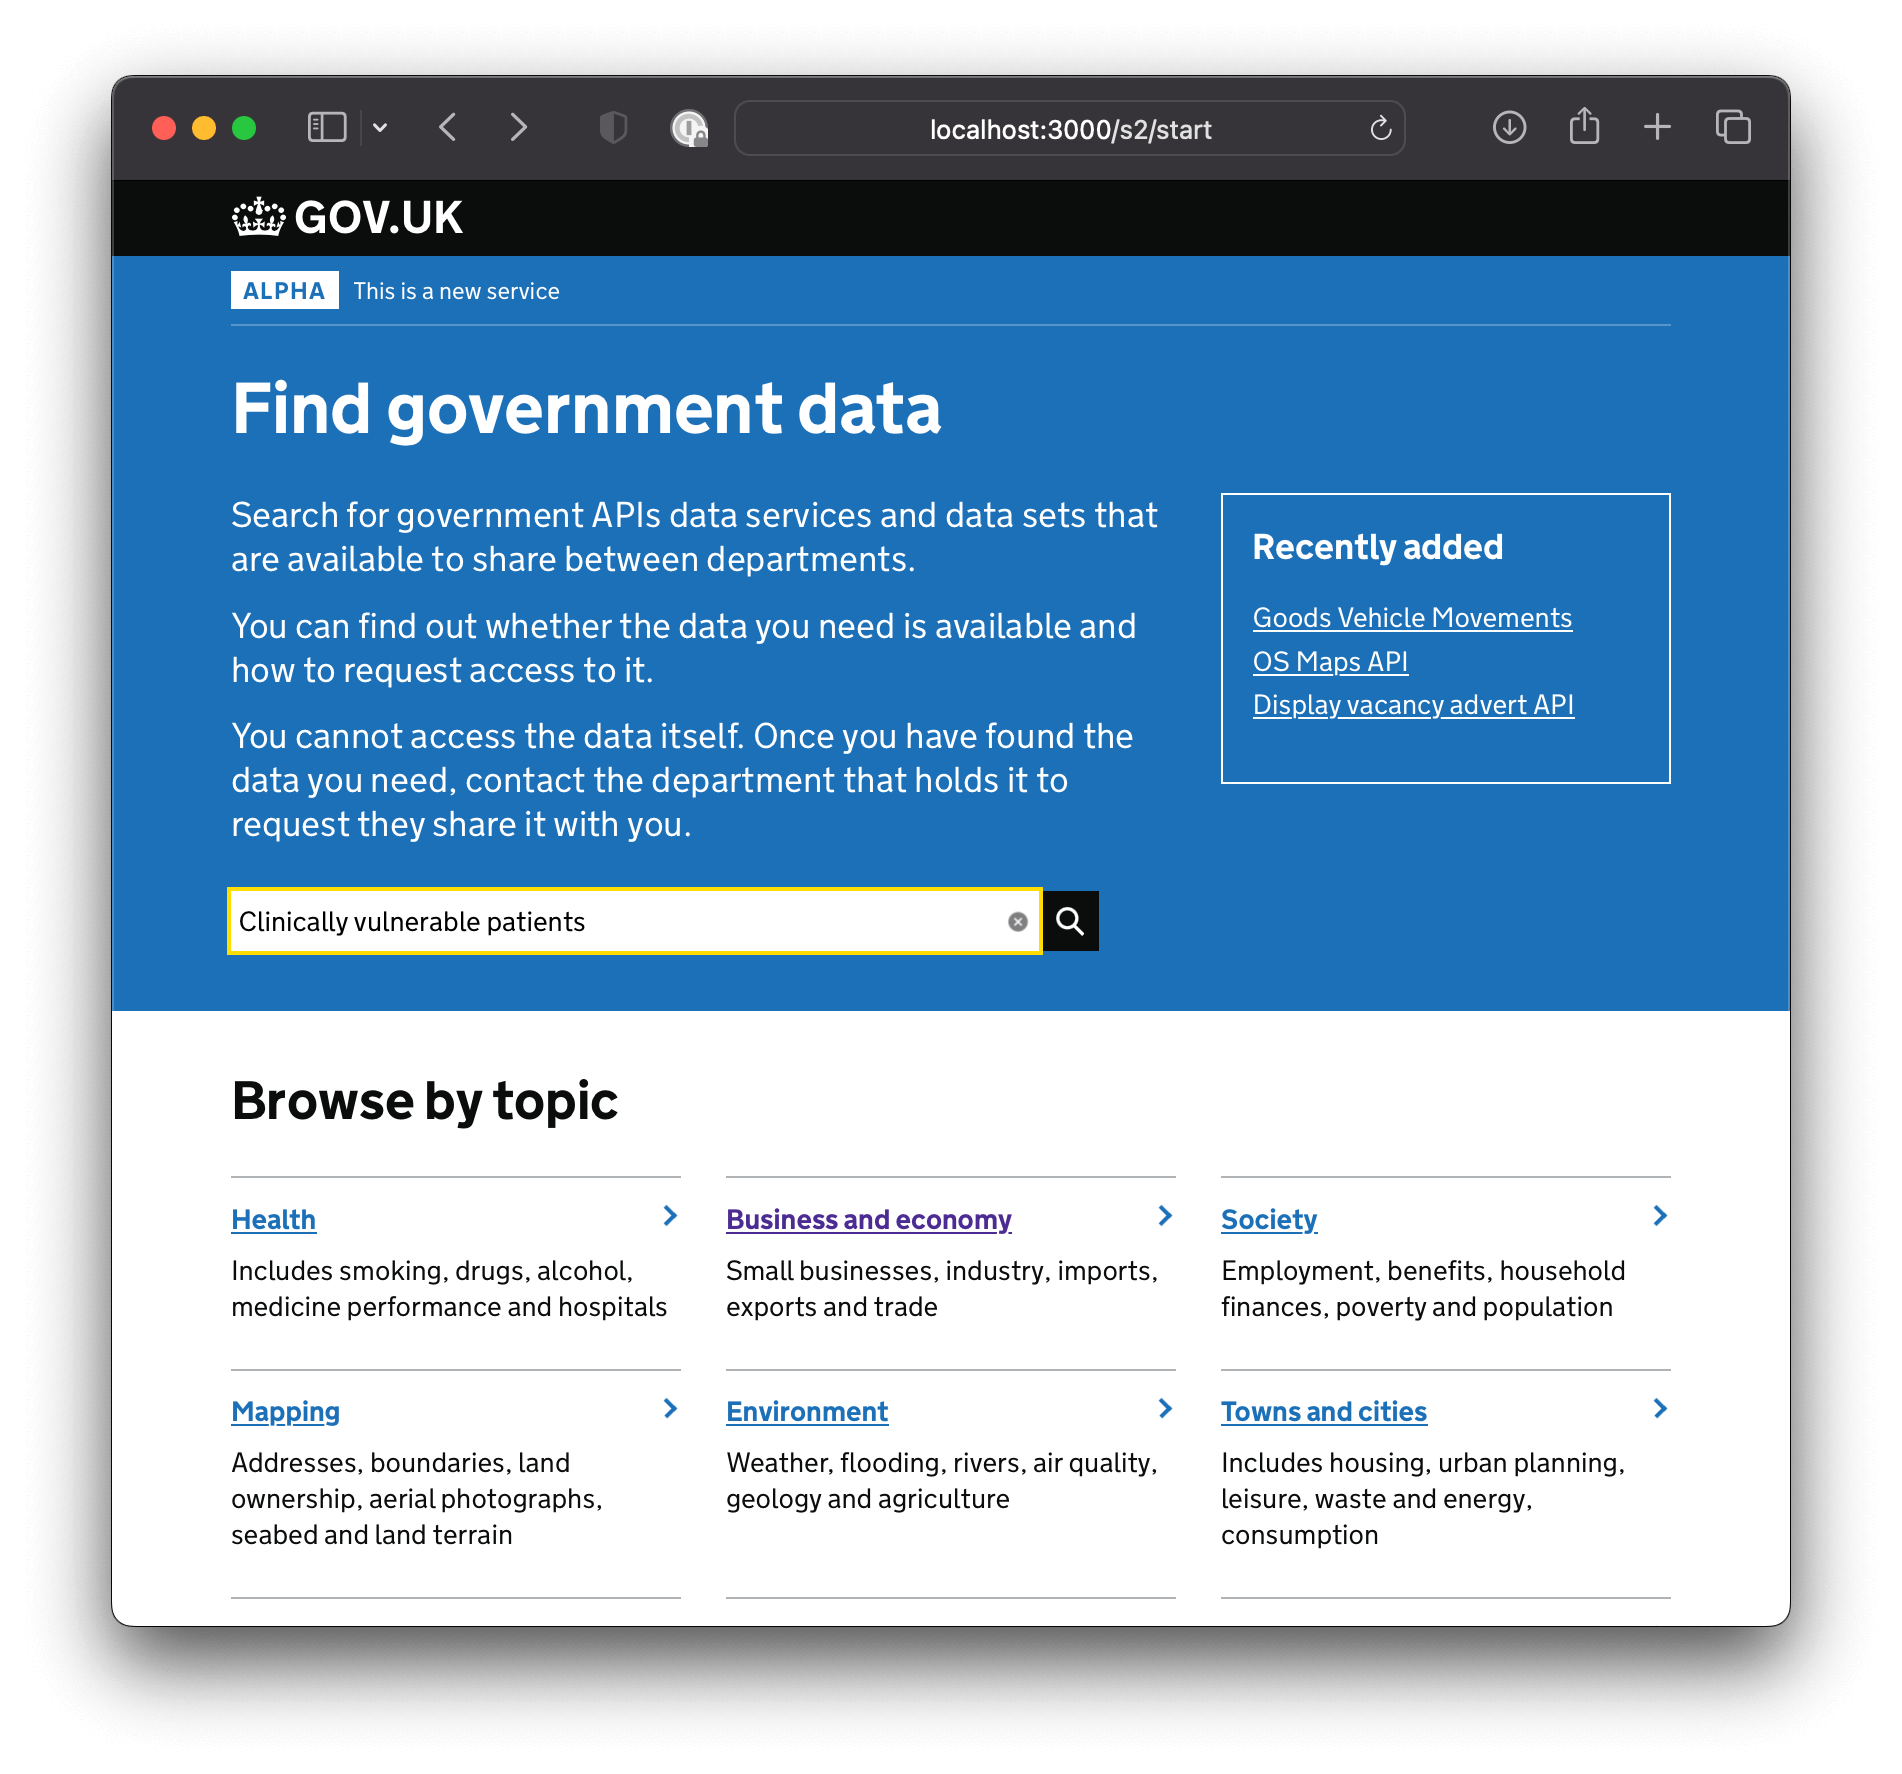 localhost:3000/s2/start
GOV.UK
ALPHA This is a new service
Find government data
Search for government APIs data services and data sets that
are available to share between departments.
You can find out whether the data you need is available and
how to request access to it.
You cannot access the data itself. Once you have found the
data you need, contact the department that holds it to
request they share it with you.
Recently added
Goods Vehicle Movements
OS Maps API
Display vacancy advert API
Clinically vulnerable patients
Browse by topic
Health
Includes smoking, drugs, alcohol,
medicine performance and hospitals
Business and economy
Small businesses, industry, imports,
exports and trade
Society
Employment, benefits, household
finances, poverty and population
Mapping
Addresses, boundaries, land
ownership, aerial photographs,
seabed and land terrain
Environment
Weather, flooding, rivers, air quality,
geology and agriculture
Towns and cities
Includes housing, urban planning,
leisure, waste and energy,
consumption